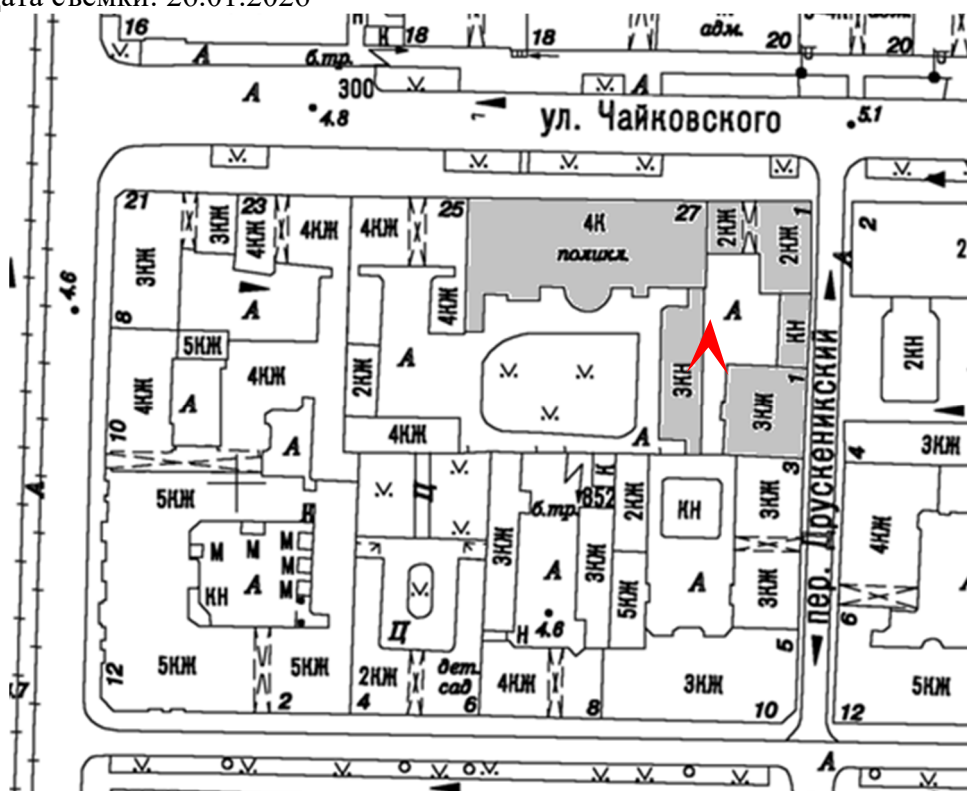 дата съемки: 26.01.2026
16
А
б.тр.
К
18
18
адм.
20
20
А
300
4.8
А
ул. Чайковского
5.1
21
3КЖ
3КЖ
23
4КЖ
4КЖ
4КЖ
25
4К
поликл.
27
2КЖ
1
2КЖ
2
А
4.6
8
А
4КЖ
А
КН
2КН
5КЖ
2КЖ
А
3КН
1
4КЖ
А
4КЖ
3КЖ
10
А
4КЖ
А
3
4
3КЖ
А
5КЖ
Ц
К
б.тр.
852
2КЖ
КН
3КЖ
пер. Друскеникский
4КЖ
Н
М
М
М
М
М
А
КН
3КЖ
А
3КЖ
5КЖ
А
3КЖ
6
Ц
Н
4.6
5
12
5КЖ
5КЖ
2КЖ
дет.
сад
4КЖ
3КЖ
5КЖ
2
4
6
8
10
12
А